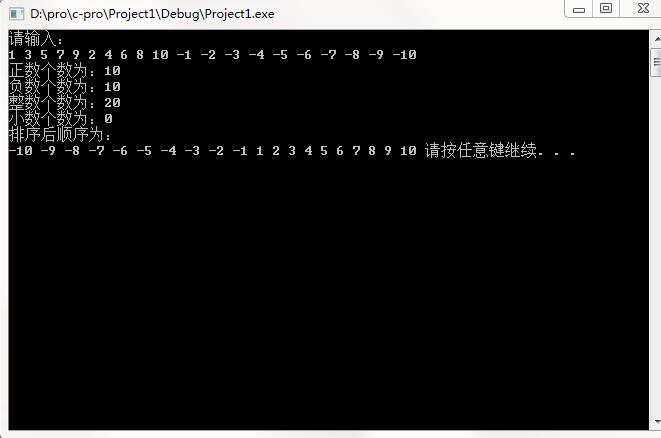 D:\pro\c-pro\Project1\Debug\Project1.exe
请输入：
1 3 5 7 9 2 4 6 8 10 -1 -2 -3 -4 -5 -6 -7 -8 -9 -10
正数个数为：10
负数个数为：10
整数个数为：20
小数个数为：0
排序后顺序为：
-10 -9 -8 -7 -6 -5 -4 -3 -2 -1 1 2 3 4 5 6 7 8 9 10 请按任意键继续. . .